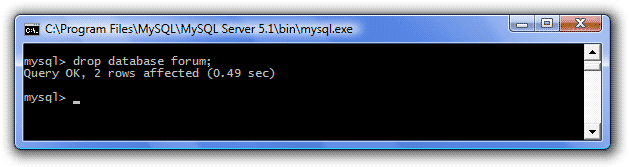 C:\Program Files\MySQL\MySQL Server 5.1\bin\mysql.exe
mysql> drop database forum;
Query OK, 2 rows affected (0.49 sec)
mysql> _